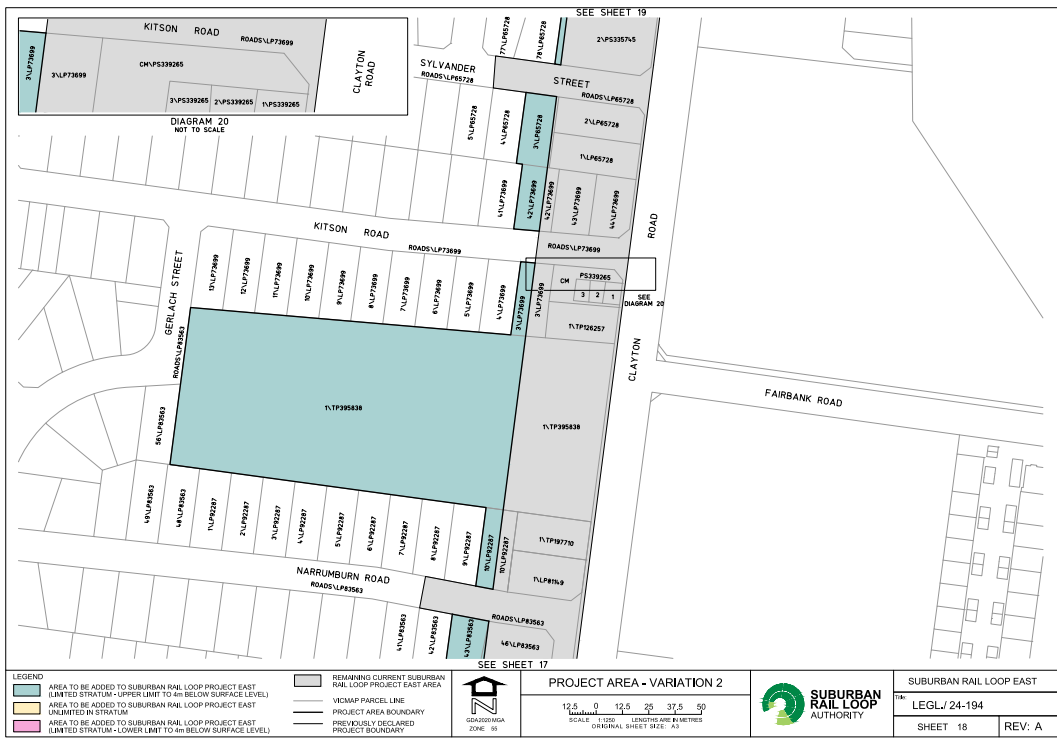 SEE SHEET 19
KITSON ROAD
ROADS\LP73699
3\LP73699
3\LP73699
CM\PS339265
3\PS339265
2\PS339265
1\PS339265
CLAYTON
ROAD
DIAGRAM 20
NOT TO SCALE
77\LP65728
78\LP65728
2\PS335745
SYLVANDER
ROADS\LP65728
STREET
ROADS\LP65728
5\LP65728
4\LP65728
3\LP65728
2\LP65728
1\LP65728
41\LP73699
42\LP73699
42\LP73699
43\LP73699
44\LP73699
ROAD
KITSON ROAD
ROADS\LP73699
ROADS\LP73699
GERLACH STREET
ROADS\LP83563
13\LP73699
12\LP73699
11\LP73699
10\LP73699
9\LP73699
8\LP73699
7\LP73699
6\LP73699
5\LP73699
4\LP73699
3\LP73699
3\LP73699
CM
PS339265
3
2
1
SEE
DIAGRAM 20
1\TP126257
CLAYTON
FAIRBANK ROAD
1\TP395838
1\TP395838
56\LP83563
49\LP83563
48\LP83563
1\LP92287
2\LP92287
3\LP92287
4\LP92287
5\LP92287
6\LP92287
7\LP92287
8\LP92287
9\LP92287
10\LP92287
10\LP92287
1\TP197710
1\LP81149
NARRUMBURN ROAD
ROADS\LP83563
ROADS\LP83563
41\LP83563
42\LP83563
43\LP83563
46\LP83563
SEE SHEET 17
LEGEND
AREA TO BE ADDED TO SUBURBAN RAIL LOOP PROJECT EAST
(LIMITED STRATUM - UPPER LIMIT TO 4m BELOW SURFACE LEVEL)
AREA TO BE ADDED TO SUBURBAN RAIL LOOP PROJECT EAST
UNLIMITED IN STRATUM
AREA TO BE ADDED TO SUBURBAN RAIL LOOP PROJECT EAST
(LIMITED STRATUM - LOWER LIMIT TO 4m BELOW SURFACE LEVEL)
REMAINING CURRENT SUBURBAN
RAIL LOOP PROJECT EAST AREA
VICMAP PARCEL LINE
PROJECT AREA BOUNDARY
PREVIOUSLY DECLARED
PROJECT BOUNDARY
GDA2020 MGA
ZONE 55
PROJECT AREA - VARIATION 2
12.5 0 12.5 25 37.5 50
SCALE 1:1250 LENGTHS ARE IN METRES
ORIGINAL SHEET SIZE: A3
SUBURBAN
RAIL LOOP
AUTHORITY
SUBURBAN RAIL LOOP EAST
Title:
LEGL./ 24-194
SHEET 18
REV: A